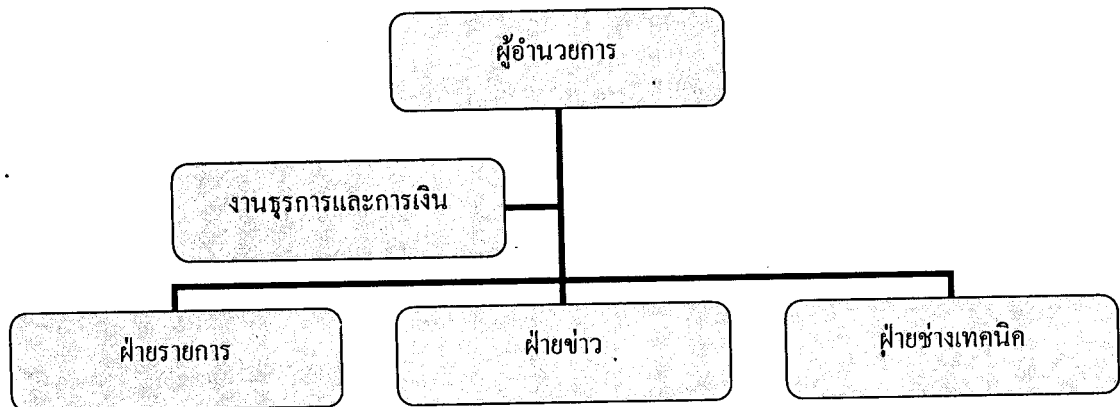 ผู้อำนวยการ
งานธุรการและการเงิน
ฝ่ายรายการ
ฝ่ายข่าว
ฝ่ายช่างเทคนิค